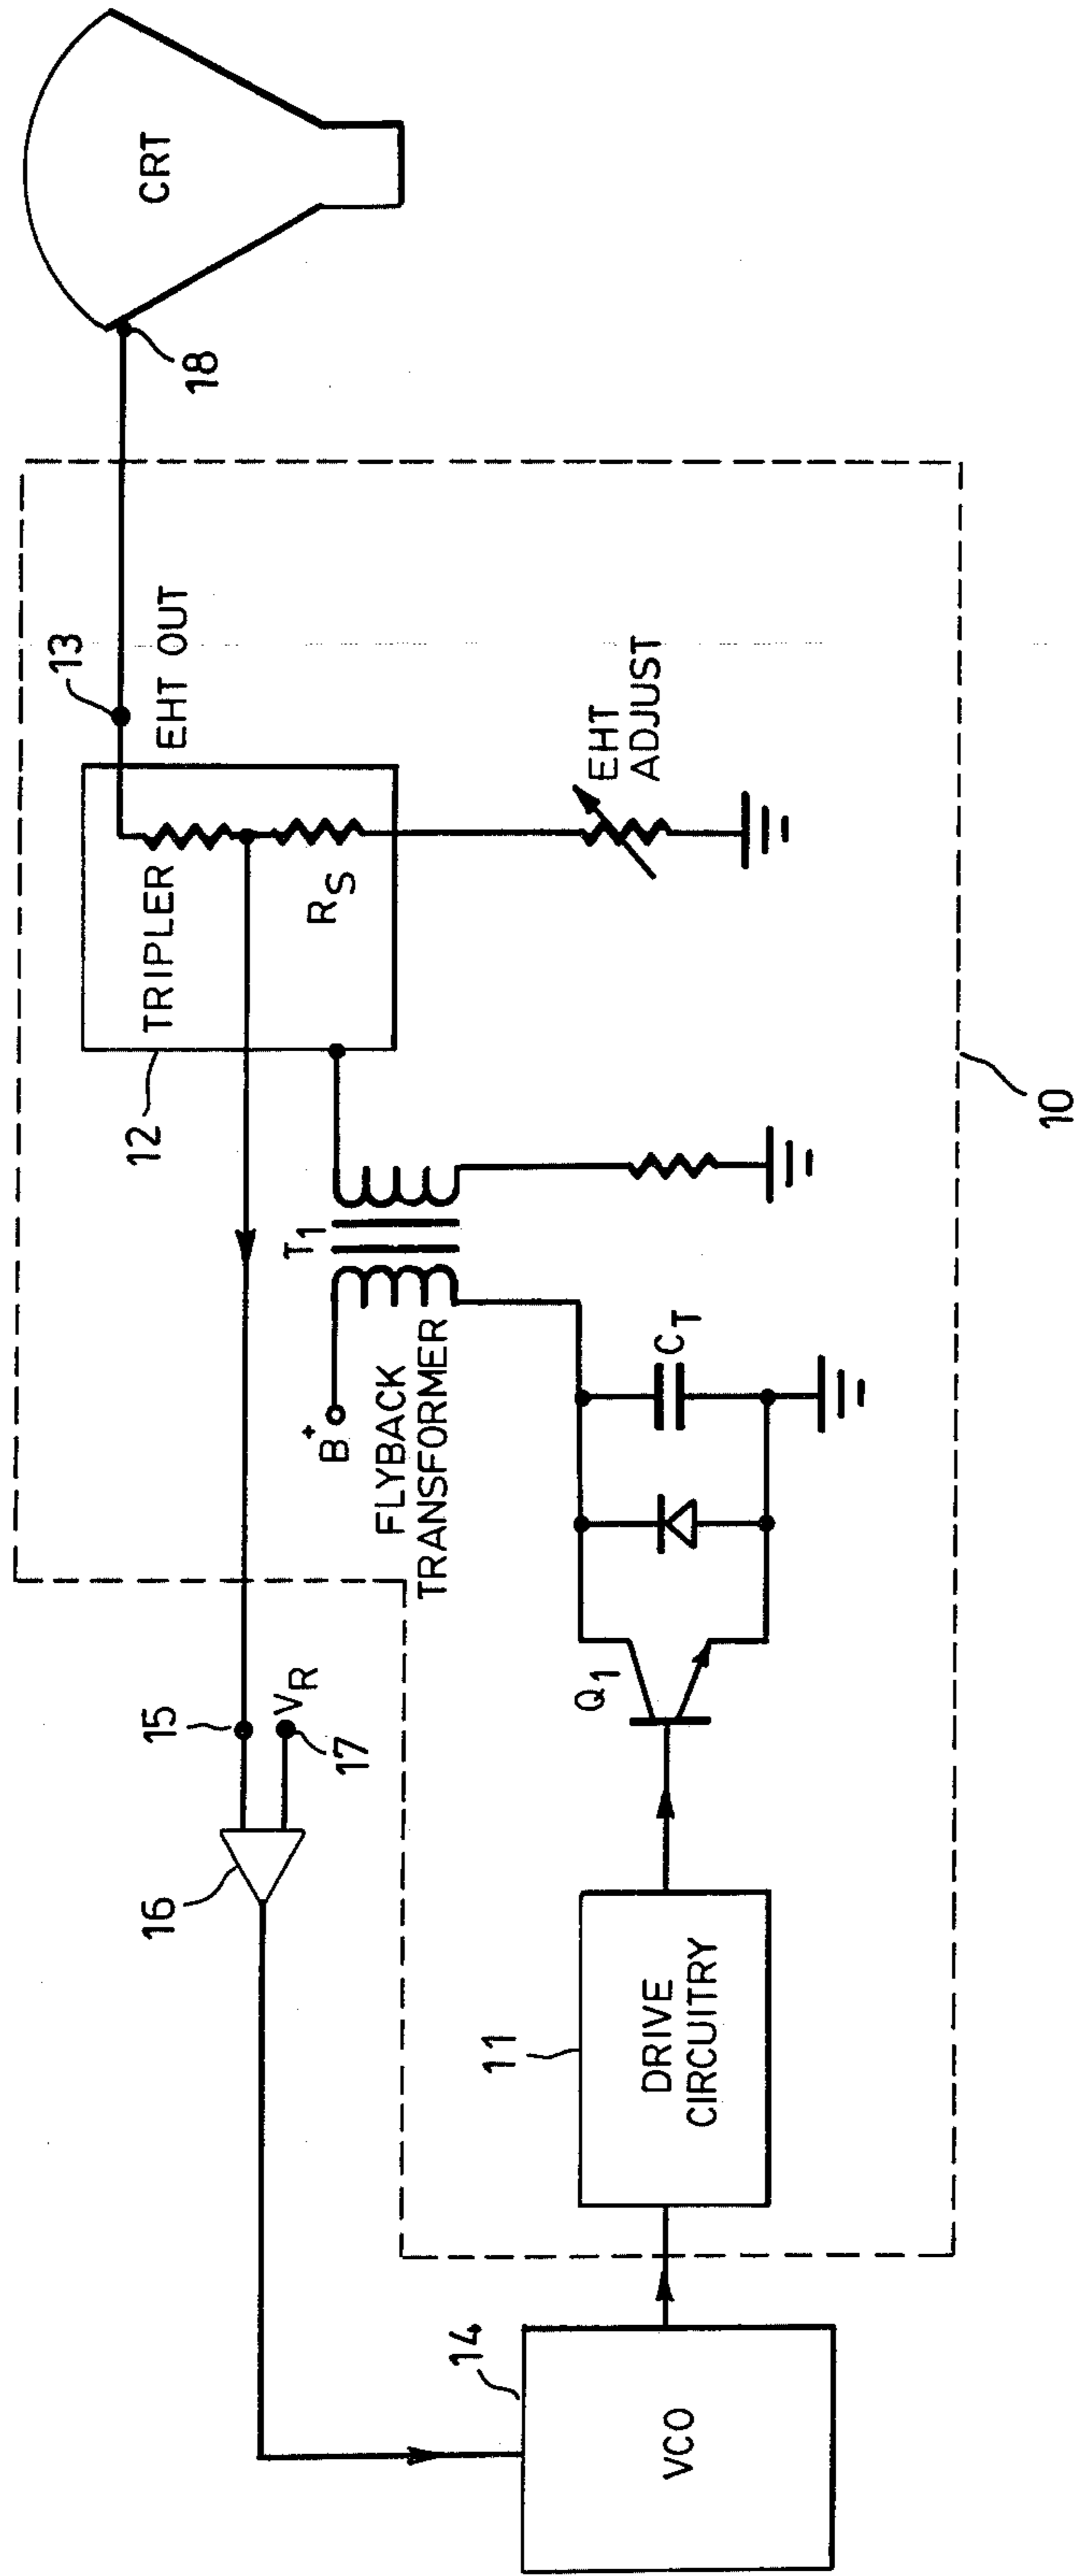 CRT
18
13
EHT OUT
TRIPLER
R_S
12
EHT
ADJUST
T_1
B^+
FLYBACK
TRANSFORMER
C_T
15
V_R
17
16
Q_1
11
DRIVE
CIRCUITRY
14
VCO
10